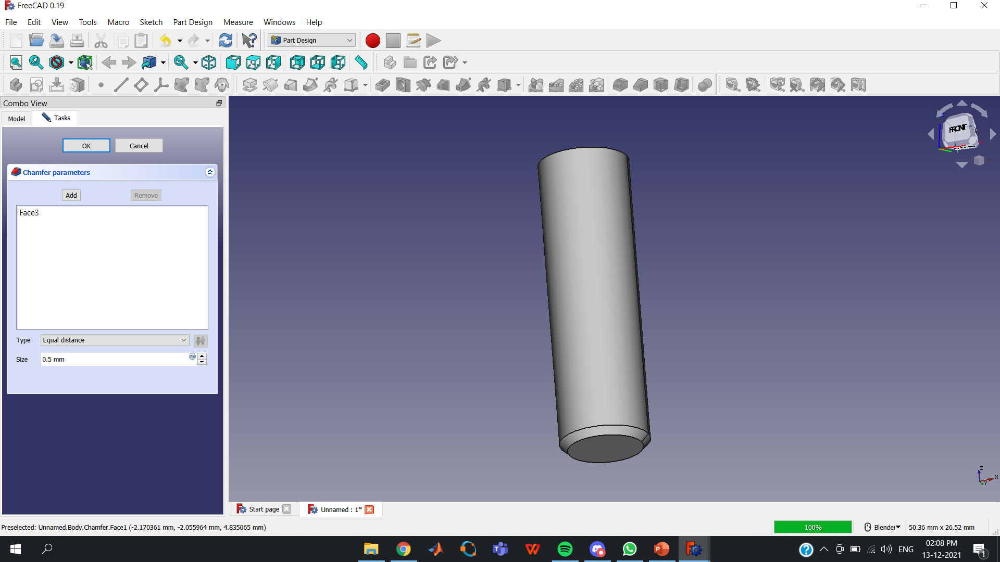 FreeCAD 0.19
File Edit View Tools Macro Sketch Part Design Measure Windows Help
Part Design
Combo View
Model Tasks
OK Cancel
Chamfer parameters
Add Remove
Face3
Type Equal distance
Size 0.5 mm
FRONT
Z
X
Y
Start page Unnamed : 1*
Preselected: Unnamed.Body.Chamfer.Face1 (-2.170361 mm, -2.055964 mm, 4.835065 mm)
100% Blender 50.36 mm x 26.52 mm
ENG
02:08 PM
13-12-2021
1